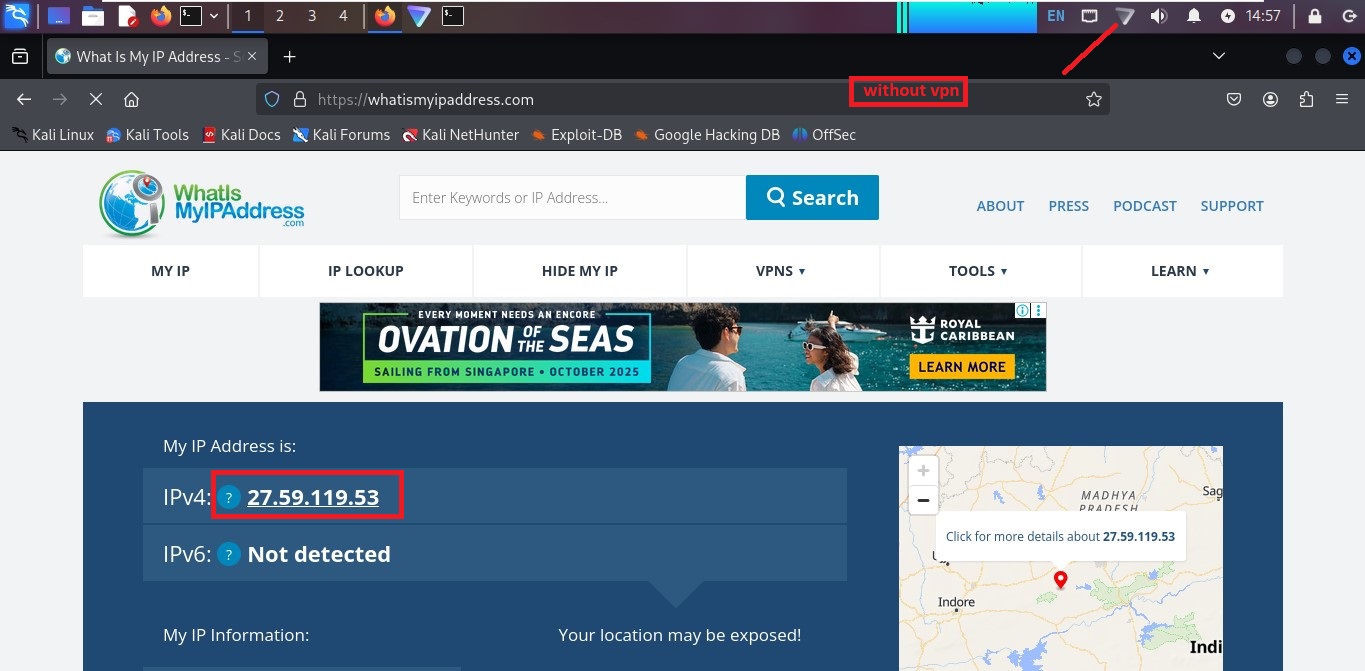 1 2 3 4 EN 14:57
What Is My IP Address - S
https://whatismyipaddress.com
without vpn
Kali Linux Kali Tools Kali Docs Kali Forums Kali NetHunter Exploit-DB Google Hacking DB OffSec
WhatIs
MyIPAddress
.com
Enter Keywords or IP Address...
Search
ABOUT PRESS PODCAST SUPPORT
MY IP IP LOOKUP HIDE MY IP VPNS TOOLS LEARN
EVERY MOMENT NEEDS AN ENCORE
OVATION OF THE SEAS
SAILING FROM SINGAPORE • OCTOBER 2025
ROYAL
CARIBBEAN
LEARN MORE
My IP Address is:
IPv4: ? 27.59.119.53
IPv6: ? Not detected
My IP Information:
Your location may be exposed!
+
−
MADHYA
PRADESH
Sag
Click for more details about 27.59.119.53
Indore
Indi